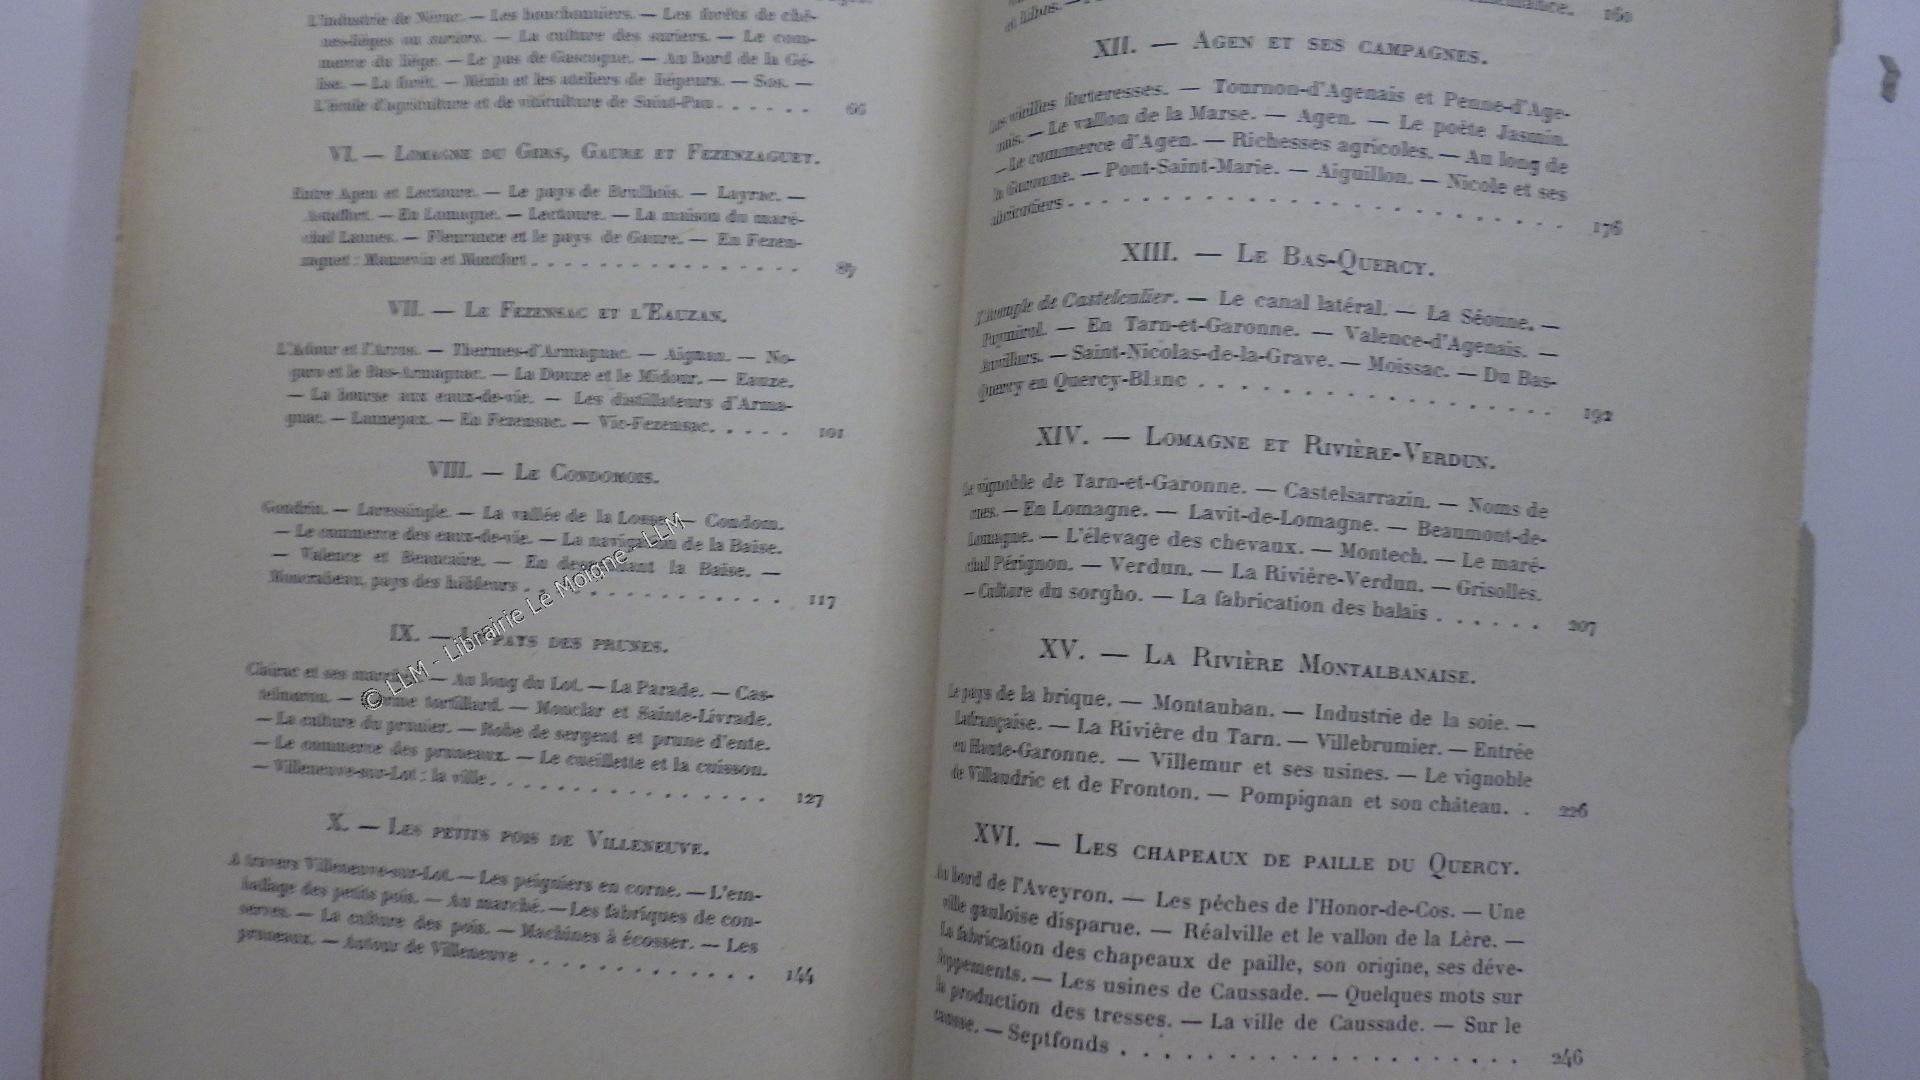 L'industrie de Nérac. — Les bouchonniers. — Les forêts de chê-
nes-lièges ou suriers. — La culture des suriers. — Le com-
merce du liège. — Le pas de Gascogne. — Au bord de la Gé-
lise. — La forêt. — Mézin et les ateliers de liégeurs. — Sos. —
L'école d'agriculture et de viticulture de Saint-Pau . . . . . . 66
VI. — Lomagne du Gers, Gaure et Fezenzaguet.
Entre Agen et Lectoure. — Le pays de Brulhois. — Layrac. —
Astaffort. — En Lomagne. — Lectoure. — La maison du maré-
chal Lannes. — Fleurance et le pays de Gaure. — En Fezen-
zaguet : Mauvezin et Montfort . . . . . . . . . . . . . 87
VII. — Le Fezensac et l'Eauzan.
L'Adour et l'Arros. — Thermes-d'Armagnac. — Aignan. — No-
garo et le Bas-Armagnac. — La Douze et le Midour. — Eauze.
— La bourse aux eaux-de-vie. — Les distillateurs d'Arma-
gnac. — Lannepax. — En Fezensac. — Vic-Fezensac. . . . . 101
VIII. — Le Condomois.
Gondrin. — Larressingle. — La vallée de la Losse. — Condom.
— Le commerce des eaux-de-vie. — La navigation de la Baïse.
— Valence et Beaucaire. — En descendant la Baïse. —
Moncrabeau, pays des hâbleurs . . . . . . . . . . . . . 117
IX. — Le pays des prunes.
Clairac et ses marchés. — Au long du Lot. — La Parade. — Cas-
telmoron. — tortillard. — Monclar et Sainte-Livrade.
— La culture du prunier. — Robe de sergent et prune d'ente.
— Le commerce des pruneaux. — Le cueillette et la cuisson.
— Villeneuve-sur-Lot : la ville . . . . . . . . . . . . . . 127
X. — Les petits pois de Villeneuve.
A travers Villeneuve-sur-Lot. — Les peigniers en corne. — L'em-
ballage des petits pois. — Au marché. — Les fabriques de con-
serves. — La culture des pois. — Machines à écosser. — Les
pruneaux. — Autour de Villeneuve . . . . . . . . . . . . 144
© LLM - Librairie Le Moigne - LLM
et Libos. — 160
XII. — Agen et ses campagnes.
Les vieilles forteresses. — Tournon-d'Agenais et Penne-d'Age-
nais. — Le vallon de la Marse. — Agen. — Le poète Jasmin.
— Le commerce d'Agen. — Richesses agricoles. — Au long de
la Garonne. — Pont-Saint-Marie. — Aiguillon. — Nicole et ses
abricotiers . . . . . . . . . . . . . . . . . . . . . . 176
XIII. — Le Bas-Quercy.
de Castelculier. — Le canal latéral. — La Séoune. —
Puymirol. — En Tarn-et-Garonne. — Valence-d'Agenais. —
Auvillars. — Saint-Nicolas-de-la-Grave. — Moissac. — Du Bas-
Quercy en Quercy-Blanc . . . . . . . . . . . . . . . . 192
XIV. — Lomagne et Rivière-Verdun.
Le vignoble de Tarn-et-Garonne. — Castelsarrazin. — Noms de
rues. — En Lomagne. — Lavit-de-Lomagne. — Beaumont-de-
Lomagne. — L'élevage des chevaux. — Montech. — Le maré-
chal Pérignon. — Verdun. — La Rivière-Verdun. — Grisolles.
— Culture du sorgho. — La fabrication des balais . . . . . . 207
XV. — La Rivière Montalbanaise.
Le pays de la brique. — Montauban. — Industrie de la soie. —
Lafrançaise. — La Rivière du Tarn. — Villebrumier. — Entrée
en Haute-Garonne. — Villemur et ses usines. — Le vignoble
de Villaudric et de Fronton. — Pompignan et son château. . 226
XVI. — Les chapeaux de paille du Quercy.
Au bord de l'Aveyron. — Les pêches de l'Honor-de-Cos. — Une
ville gauloise disparue. — Réalville et le vallon de la Lère. —
La fabrication des chapeaux de paille, son origine, ses déve-
loppements. — Les usines de Caussade. — Quelques mots sur
la production des tresses. — La ville de Caussade. — Sur le
causse. — Septfonds . . . . . . . . . . . . . . . . . . 246